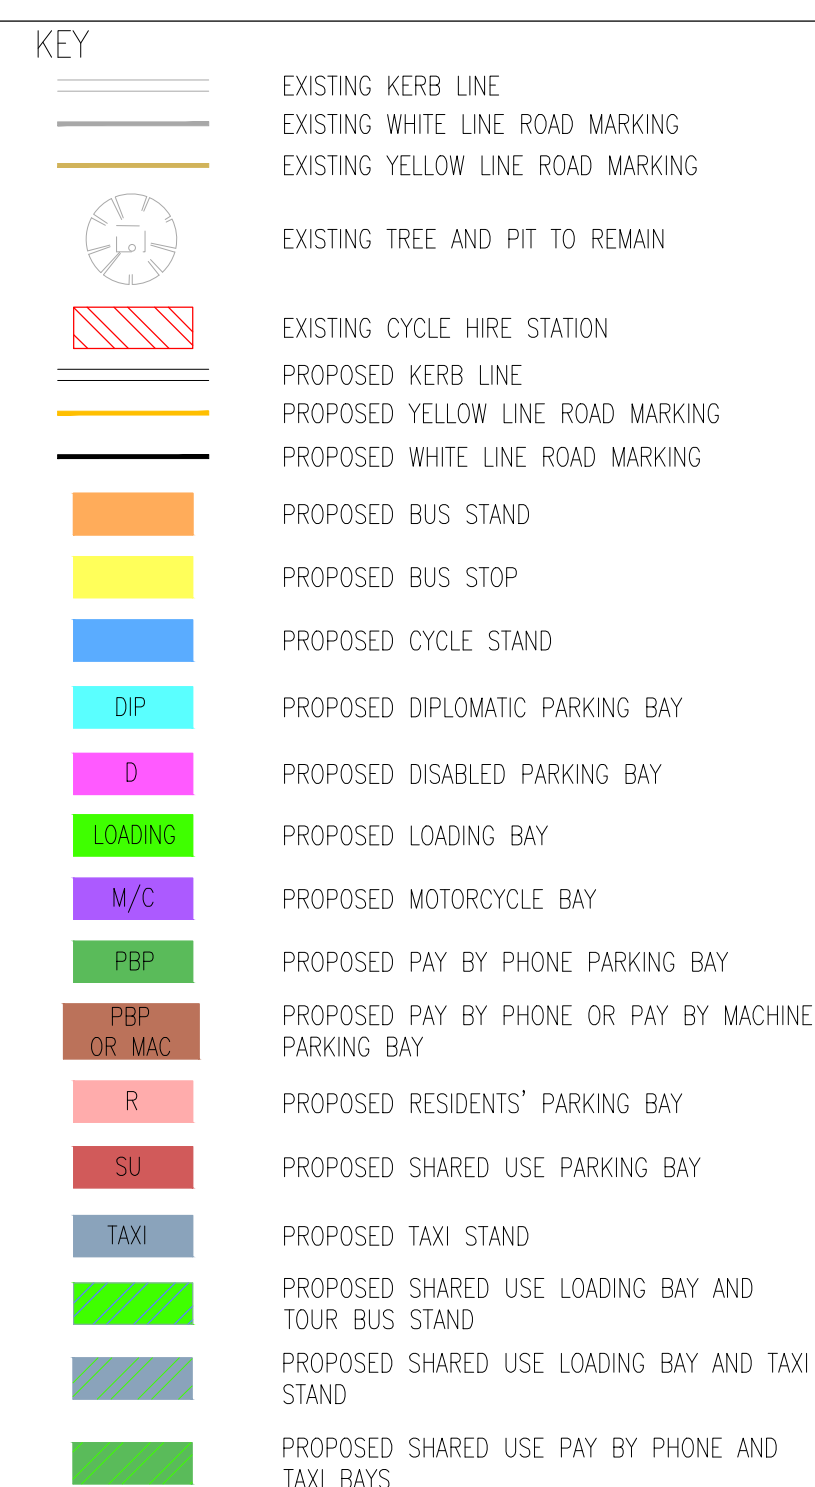 KEY
EXISTING KERB LINE
EXISTING WHITE LINE ROAD MARKING
EXISTING YELLOW LINE ROAD MARKING
EXISTING TREE AND PIT TO REMAIN
EXISTING CYCLE HIRE STATION
PROPOSED KERB LINE
PROPOSED YELLOW LINE ROAD MARKING
PROPOSED WHITE LINE ROAD MARKING
PROPOSED BUS STAND
PROPOSED BUS STOP
PROPOSED CYCLE STAND
DIP PROPOSED DIPLOMATIC PARKING BAY
D PROPOSED DISABLED PARKING BAY
LOADING PROPOSED LOADING BAY
M/C PROPOSED MOTORCYCLE BAY
PBP PROPOSED PAY BY PHONE PARKING BAY
PBP PROPOSED PAY BY PHONE OR PAY BY MACHINE
OR MAC PARKING BAY
R PROPOSED RESIDENTS' PARKING BAY
SU PROPOSED SHARED USE PARKING BAY
TAXI PROPOSED TAXI STAND
PROPOSED SHARED USE LOADING BAY AND
TOUR BUS STAND
PROPOSED SHARED USE LOADING BAY AND TAXI
STAND
PROPOSED SHARED USE PAY BY PHONE AND
TAXI BAYS